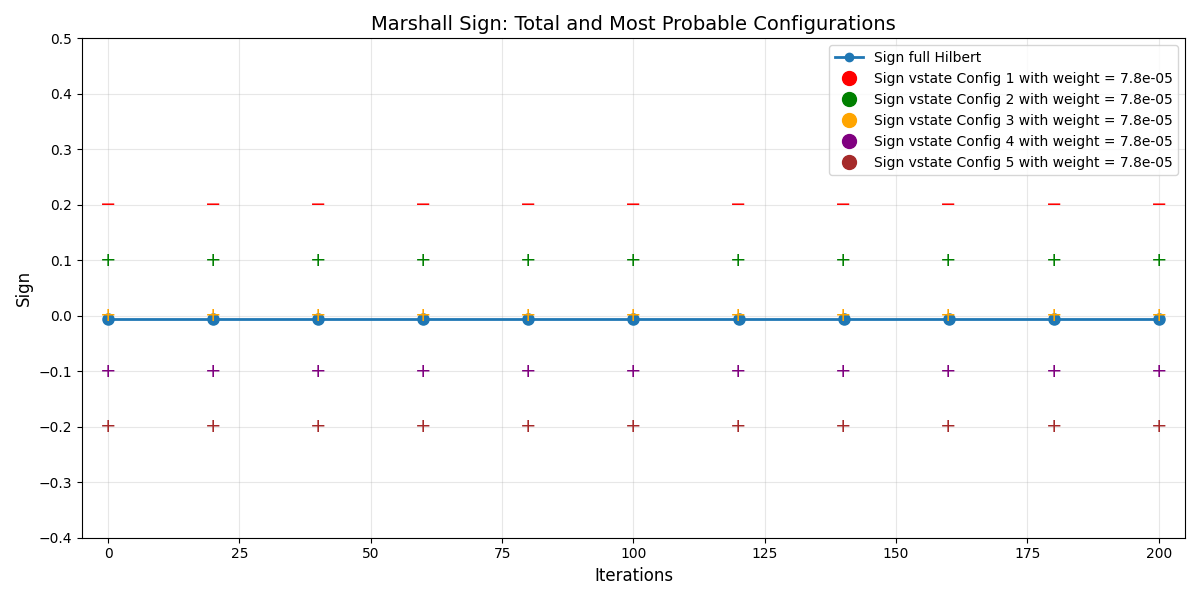 Marshall Sign: Total and Most Probable Configurations
Sign full Hilbert
Sign vstate Config 1 with weight = 7.8e-05
Sign vstate Config 2 with weight = 7.8e-05
Sign vstate Config 3 with weight = 7.8e-05
Sign vstate Config 4 with weight = 7.8e-05
Sign vstate Config 5 with weight = 7.8e-05
Sign
0.5
0.4
0.3
0.2
0.1
0.0
−0.1
−0.2
−0.3
−0.4
0 25 50 75 100 125 150 175 200
Iterations